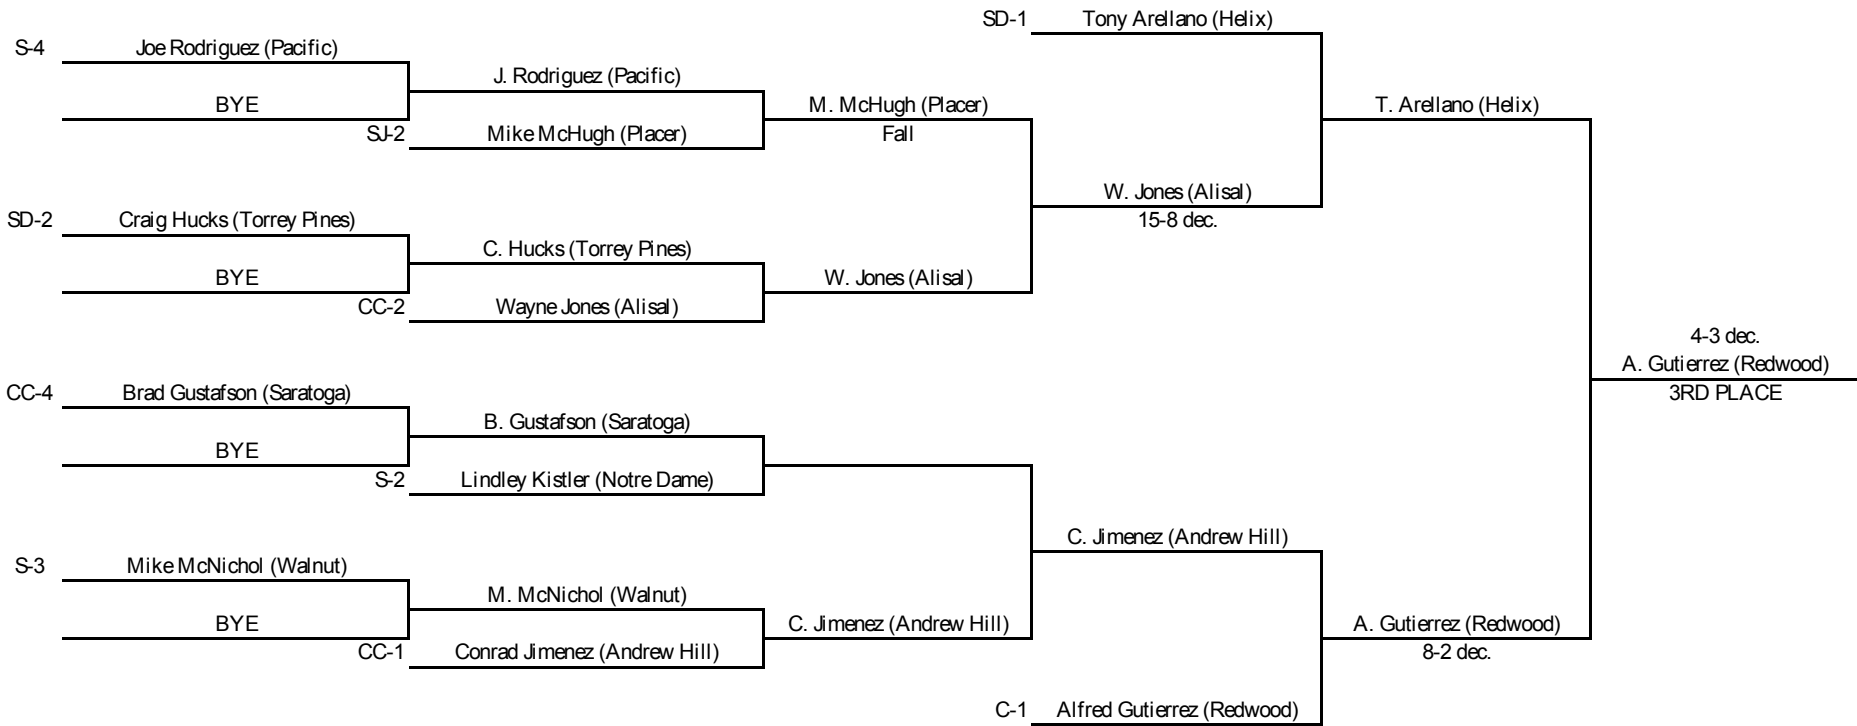 SD-1 Tony Arellano (Helix)
S-4 Joe Rodriguez (Pacific)
J. Rodriguez (Pacific)
BYE M. McHugh (Placer) T. Arellano (Helix)
SJ-2 Mike McHugh (Placer) Fall
W. Jones (Alisal)
SD-2 Craig Hucks (Torrey Pines) 15-8 dec.
C. Hucks (Torrey Pines)
BYE W. Jones (Alisal)
CC-2 Wayne Jones (Alisal)
4-3 dec.
A. Gutierrez (Redwood)
CC-4 Brad Gustafson (Saratoga) 3RD PLACE
B. Gustafson (Saratoga)
BYE
S-2 Lindley Kistler (Notre Dame)
C. Jimenez (Andrew Hill)
S-3 Mike McNichol (Walnut)
M. McNichol (Walnut)
BYE C. Jimenez (Andrew Hill) A. Gutierrez (Redwood)
CC-1 Conrad Jimenez (Andrew Hill) 8-2 dec.
C-1 Alfred Gutierrez (Redwood)